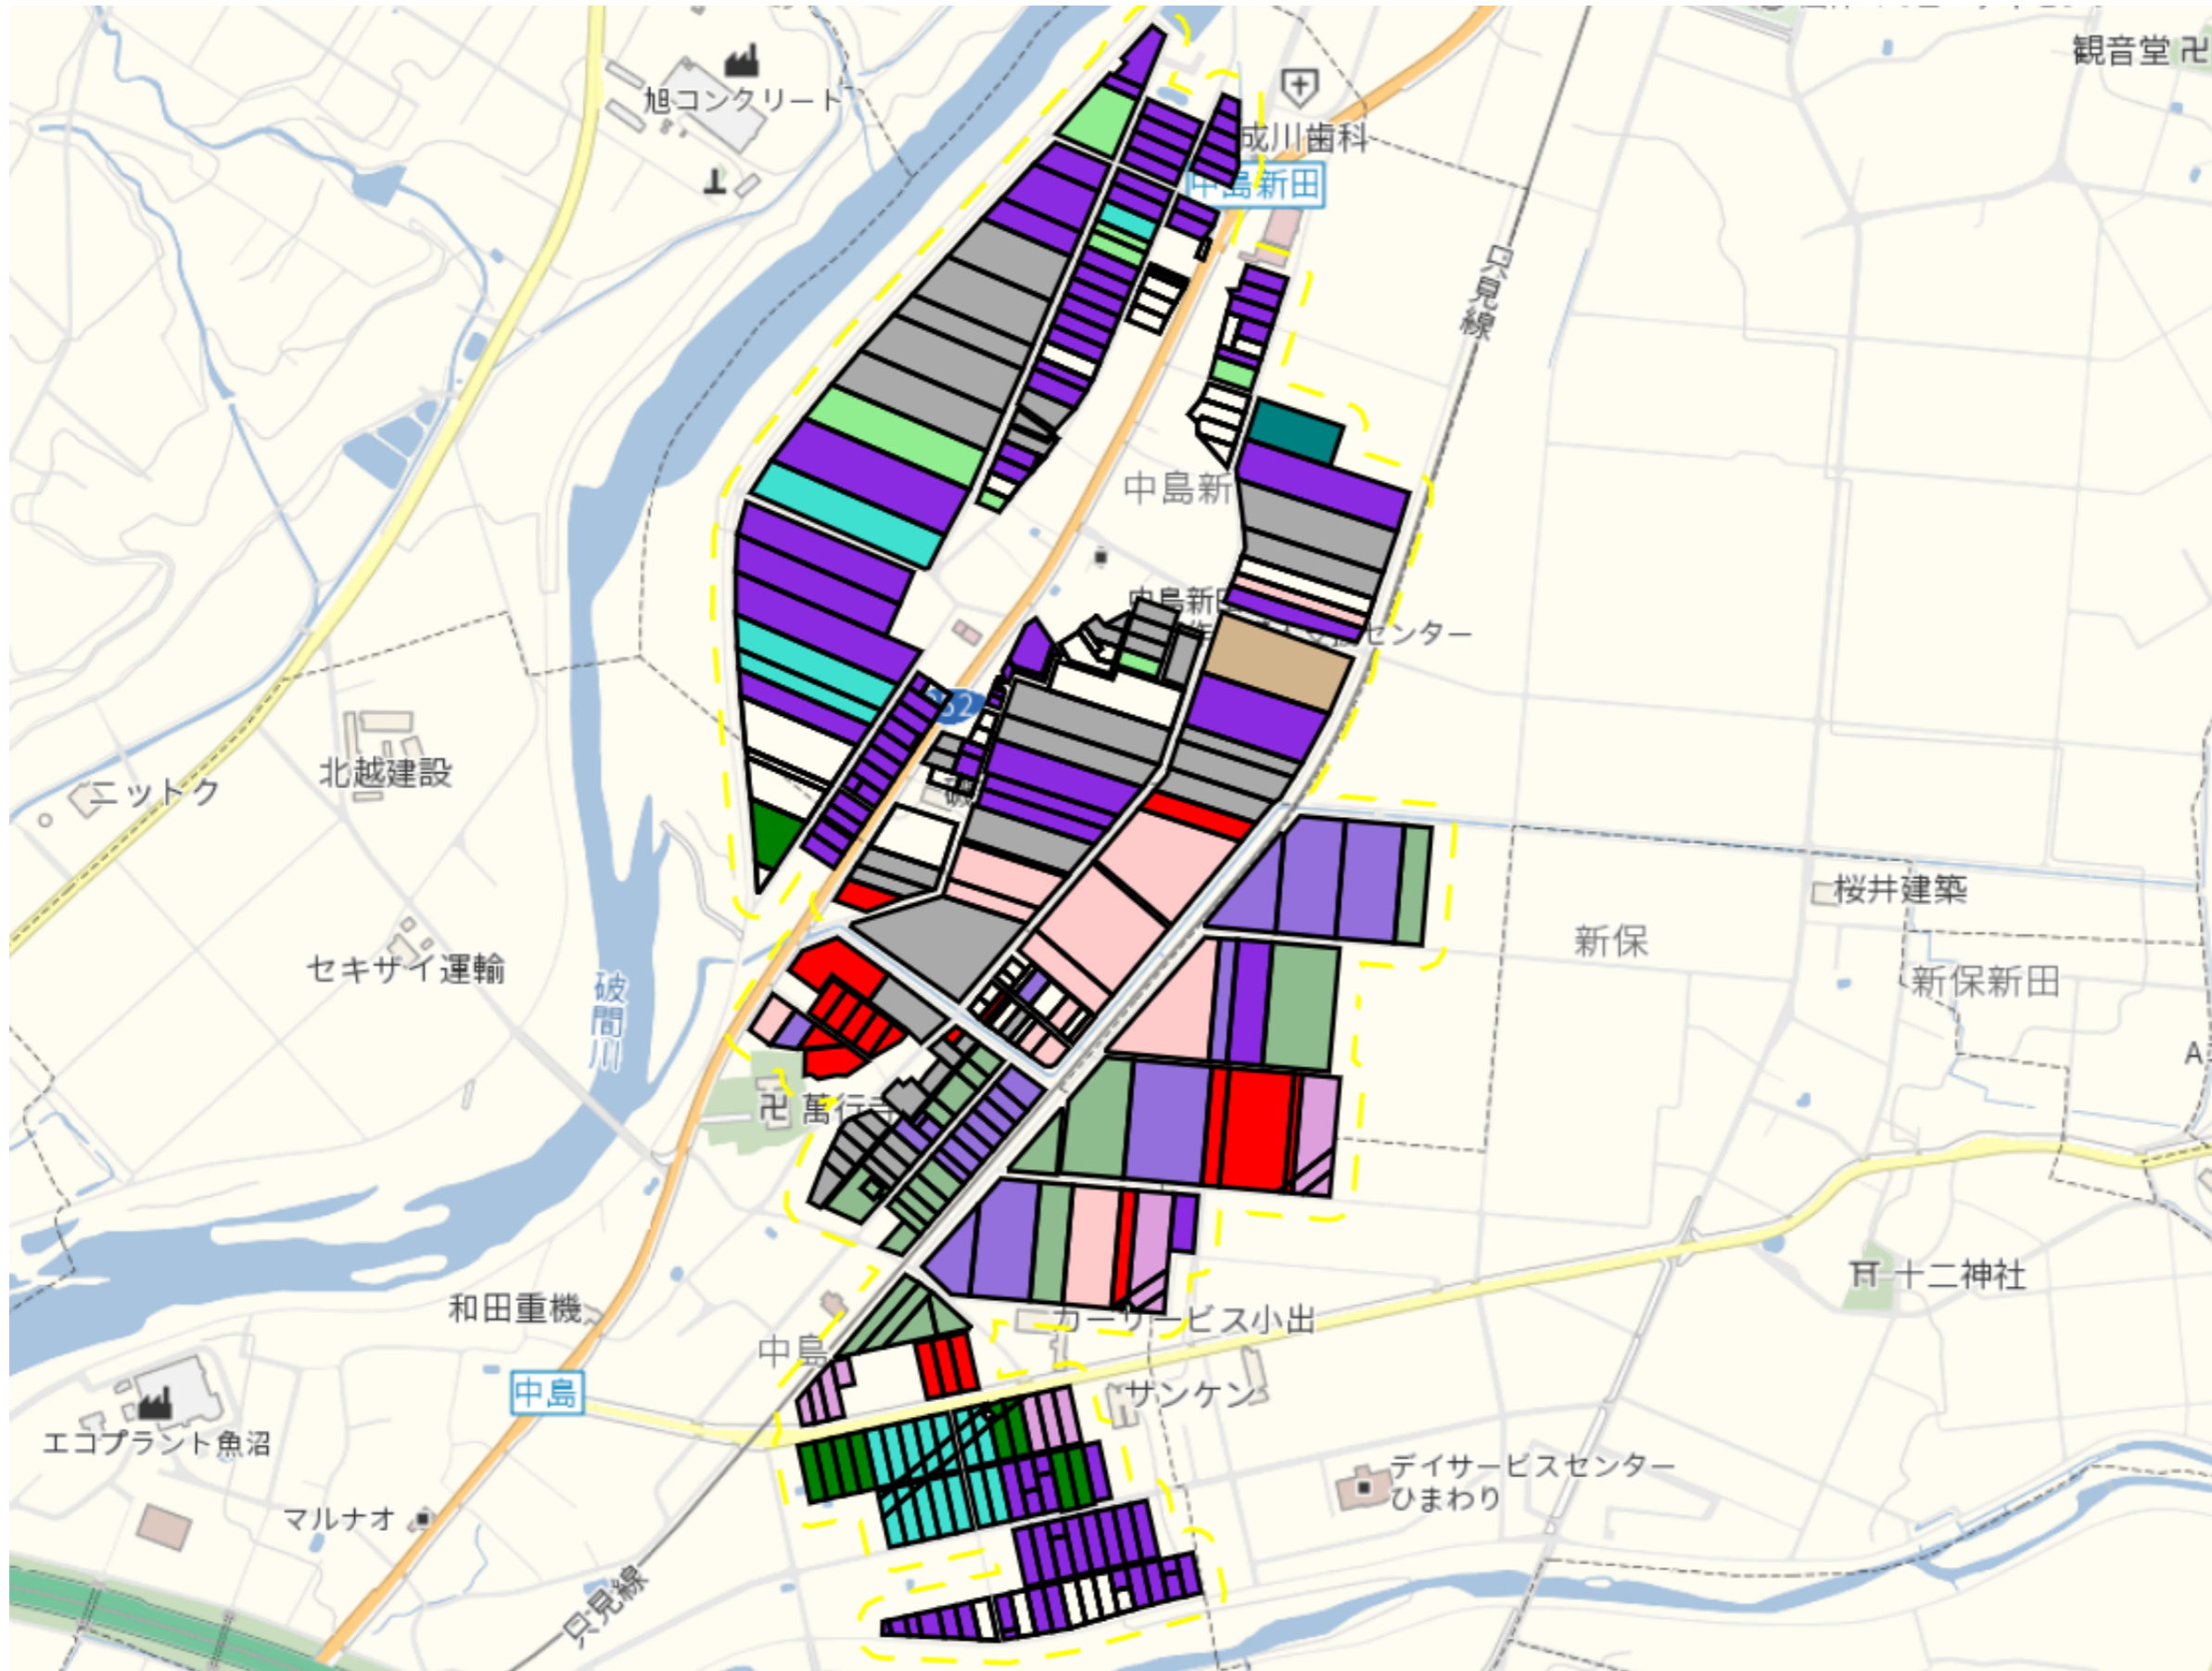 観音堂
旭コンクリート
成川歯科
中島新田
只見線
中島新
中島新田
センター
北越建設
ニットク
桜井建築
新保
セキザイ運輸
新保新田
破間川
萬行寺
十二神社
和田重機
カーサービス小出
中島
中島
サンケン
エコプラント魚沼
デイサービスセンター
ひまわり
マルナオ
只見線